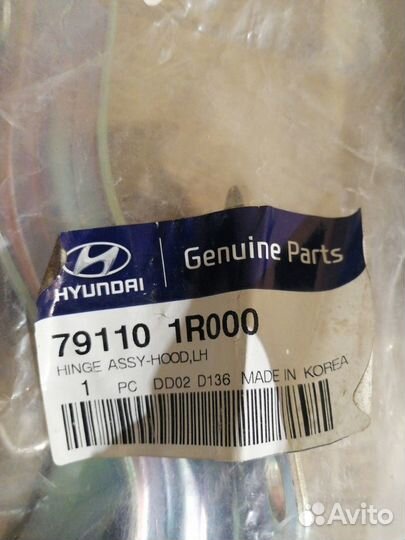 HYUNDAI
Genuine Parts
79110 1R000
HINGE ASSY-HOOD,LH
1 PC DD02 D136 MADE IN KOREA
Avito